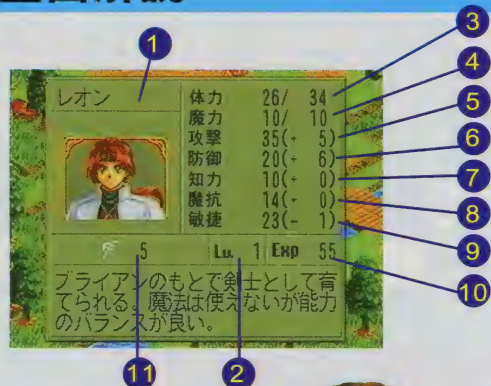 レオン
体力 26/ 34
魔力 10/ 10
攻撃 35(+ 5)
防御 20(+ 6)
知力 10(+ 0)
魔抗 14(+ 0)
敏捷 23(- 1)
5 Lv. 1 Exp 55
ブライアンのもとで剣士として育
てられる。魔法は使えないが能力
のバランスが良い。
1
2
3
4
5
6
7
8
9
10
11